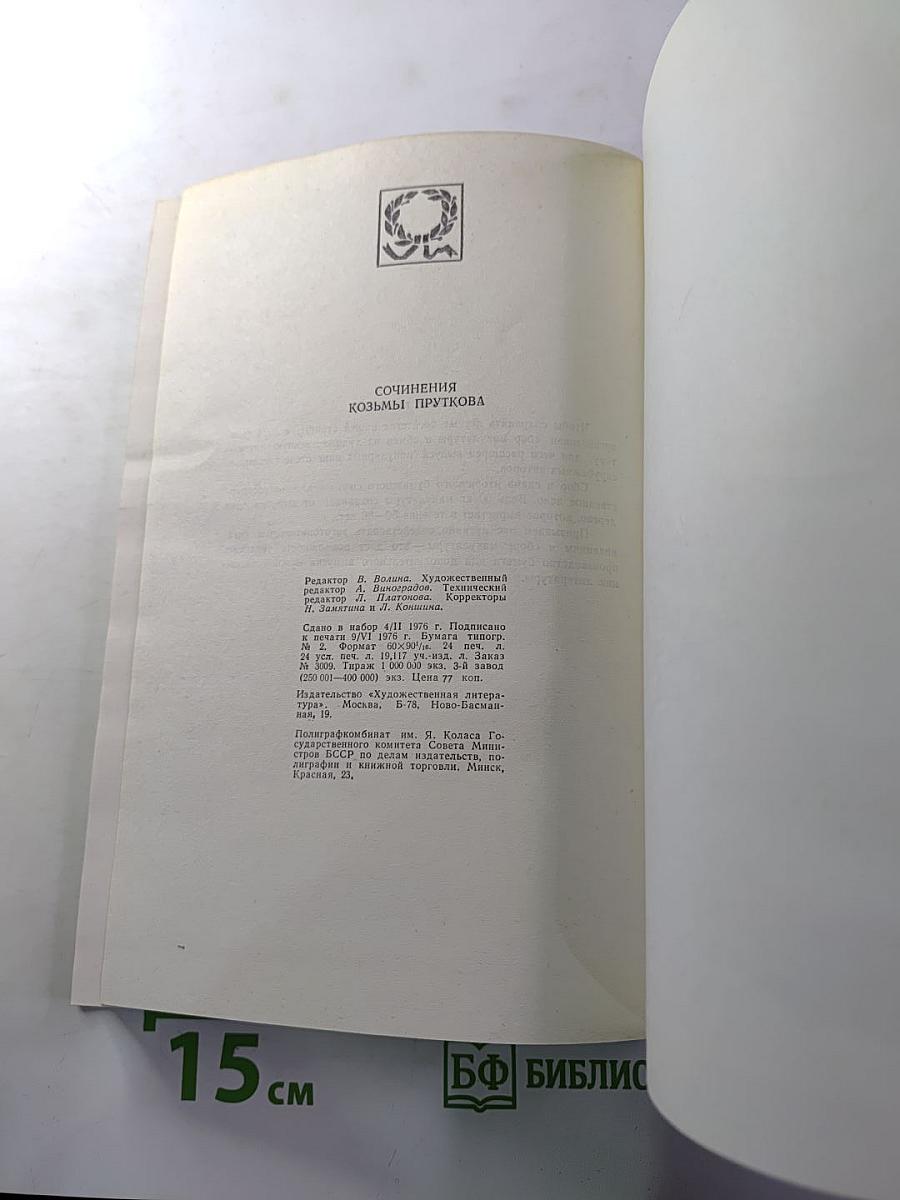 СОЧИНЕНИЯ
КОЗЬМЫ ПРУТКОВА
Редактор В. Волина. Художественный
редактор А. Виноградов. Технический
редактор Л. Платонова. Корректоры
Н. Замятина и Л. Коншина.
Сдано в набор 4/II 1976 г. Подписано
к печати 9/VI 1976 г. Бумага типогр.
№ 2. Формат 60×90¹/₁₆. 24 печ. л.
24 усл. печ. л. 19,117 уч.-изд. л. Заказ
№ 3009. Тираж 1 000 000 экз. 3-й завод
(250 001—400 000) экз. Цена 77 коп.
Издательство «Художественная литера-
тура». Москва, Б-78, Ново-Басман-
ная, 19.
Полиграфкомбинат им. Я. Коласа Го-
сударственного комитета Совета Мини-
стров БССР по делам издательств, по-
лиграфии и книжной торговли. Минск,
Красная, 23.
15 см
БФ БИБЛИО